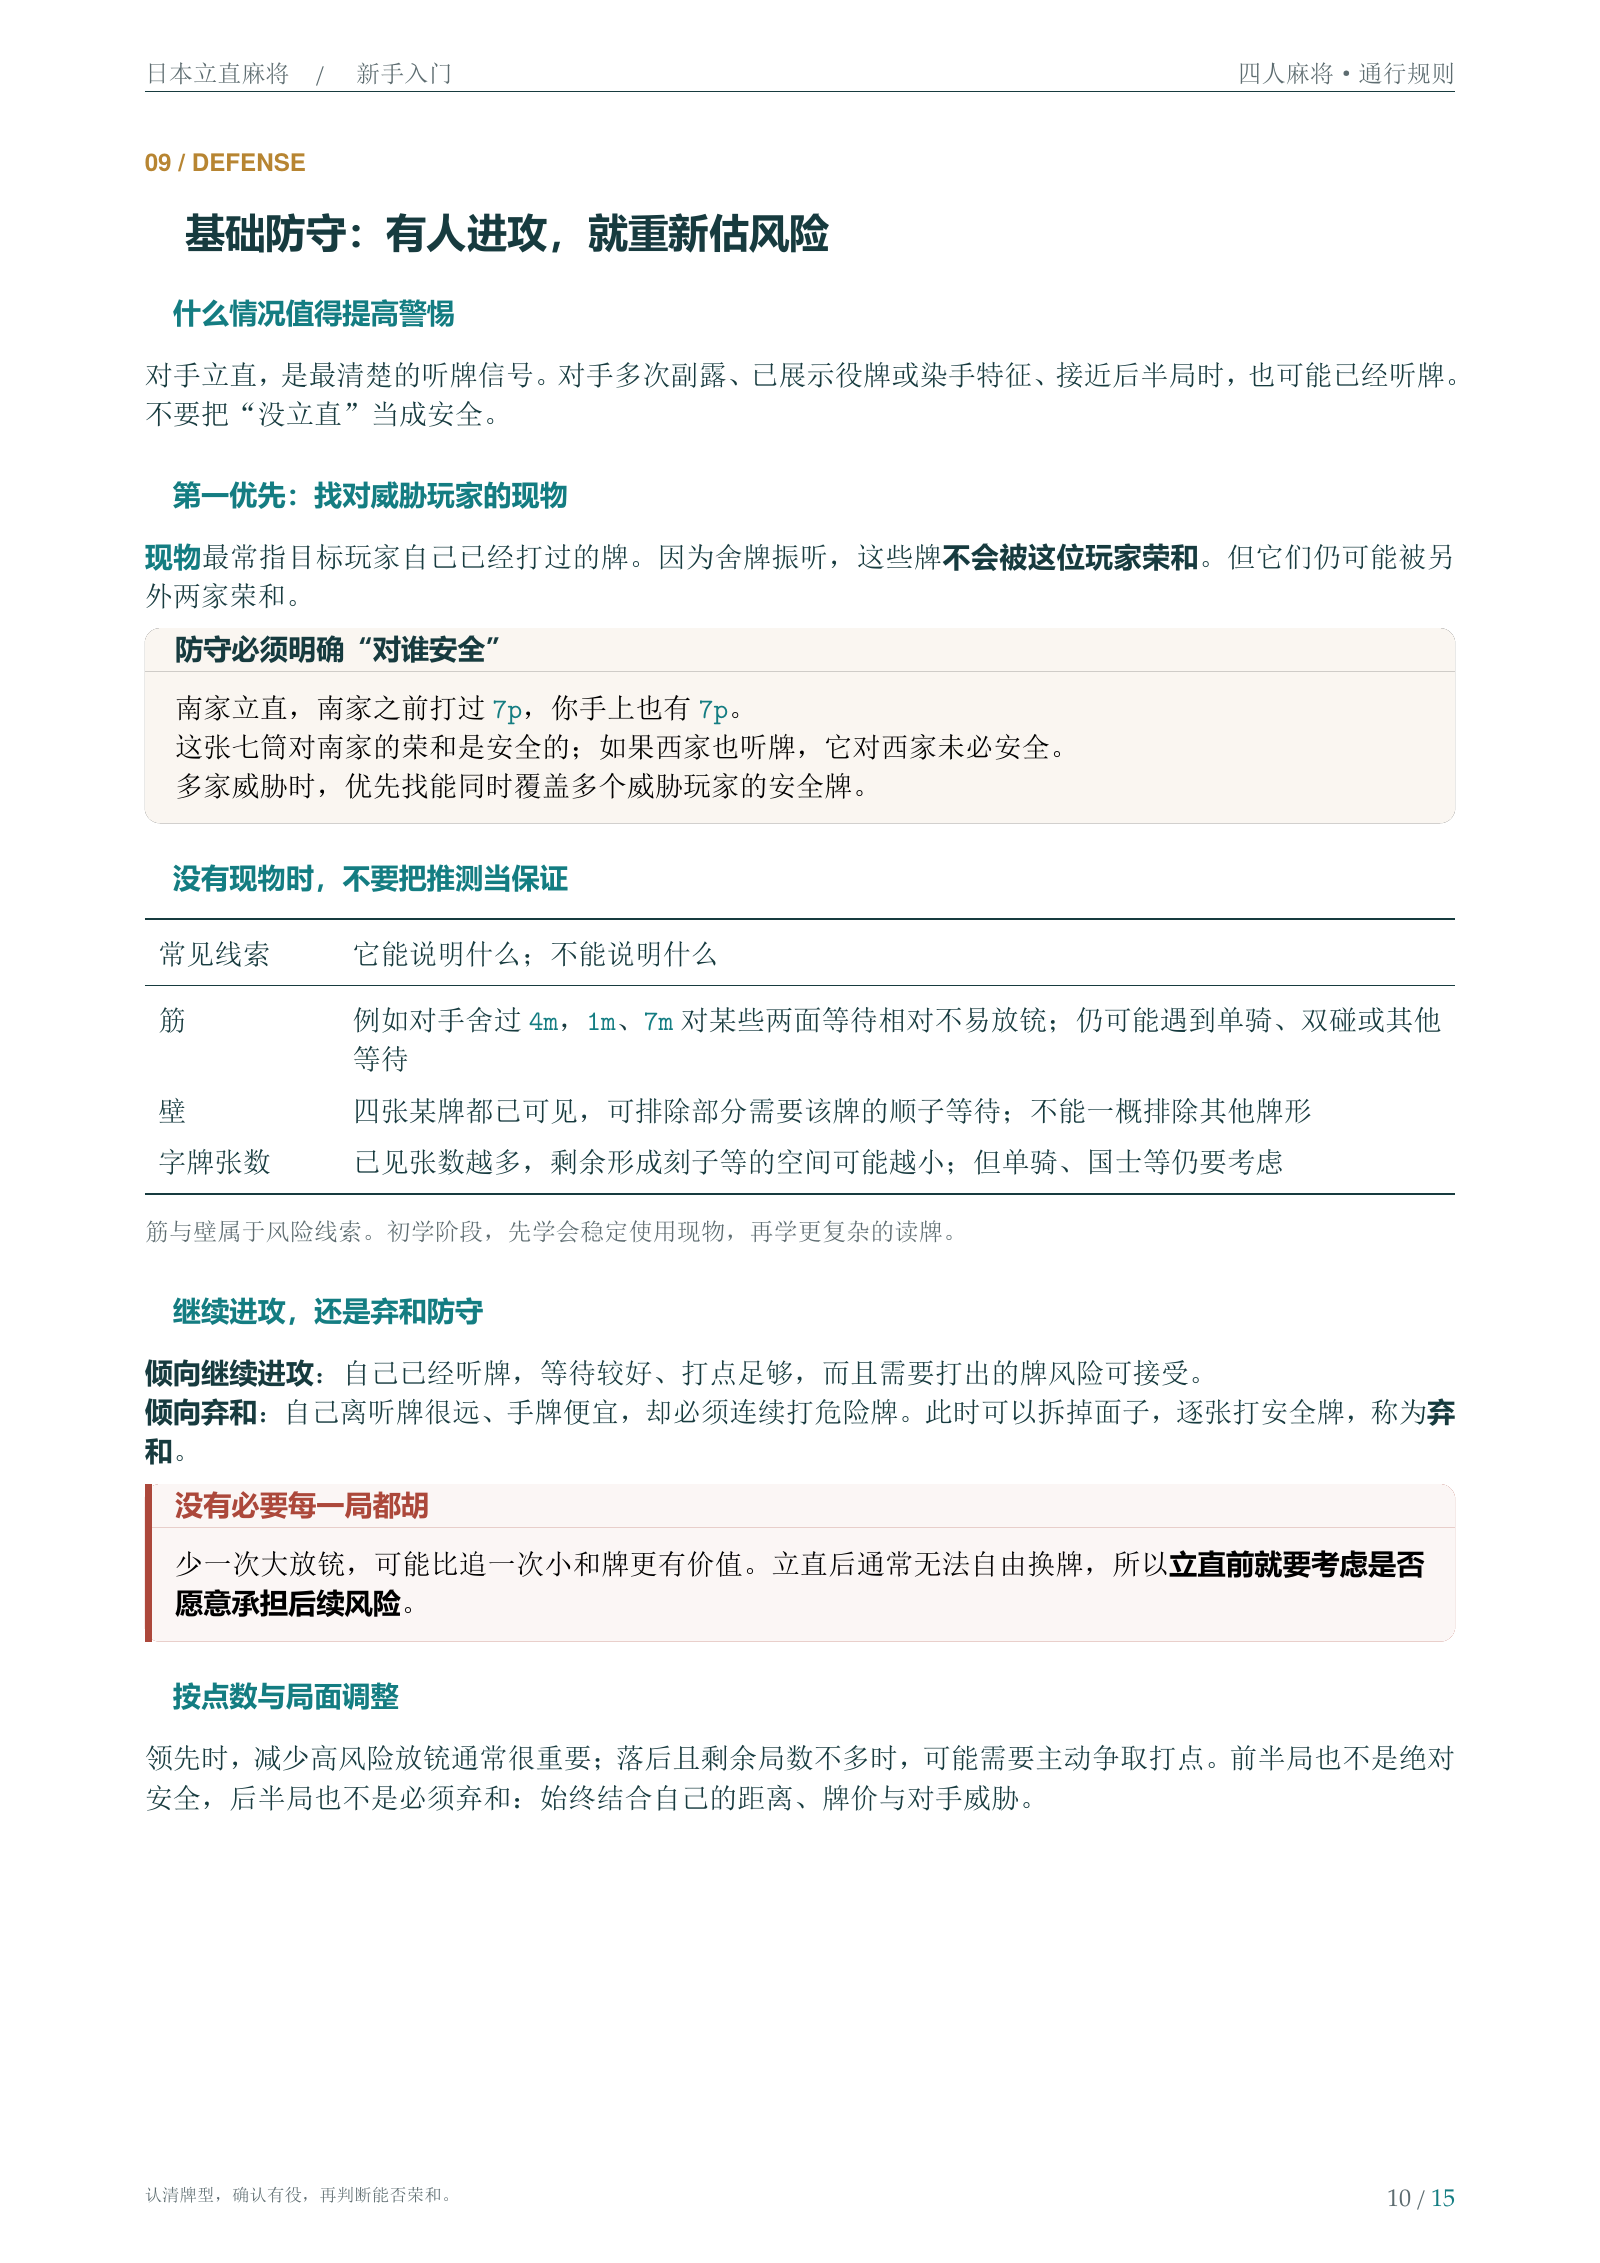 日本立直麻将 / 新手入门
四人麻将·通行规则
09 / DEFENSE
基础防守：有人进攻，就重新估风险
什么情况值得提高警惕
对手立直，是最清楚的听牌信号。对手多次副露、已展示役牌或染手特征、接近后半局时，也可能已经听牌。
不要把“没立直”当成安全。
第一优先：找对威胁玩家的现物
现物最常指目标玩家自己已经打过的牌。因为舍牌振听，这些牌不会被这位玩家荣和。但它们仍可能被另
外两家荣和。
防守必须明确“对谁安全”
南家立直，南家之前打过 7p，你手上也有 7p。
这张七筒对南家的荣和是安全的；如果西家也听牌，它对西家未必安全。
多家威胁时，优先找能同时覆盖多个威胁玩家的安全牌。
没有现物时，不要把推测当保证
常见线索 它能说明什么；不能说明什么
筋 例如对手舍过 4m，1m、7m 对某些两面等待相对不易放铳；仍可能遇到单骑、双碰或其他
等待
壁 四张某牌都已可见，可排除部分需要该牌的顺子等待；不能一概排除其他牌形
字牌张数 已见张数越多，剩余形成刻子等的空间可能越小；但单骑、国士等仍要考虑
筋与壁属于风险线索。初学阶段，先学会稳定使用现物，再学更复杂的读牌。
继续进攻，还是弃和防守
倾向继续进攻：自己已经听牌，等待较好、打点足够，而且需要打出的牌风险可接受。
倾向弃和：自己离听牌很远、手牌便宜，却必须连续打危险牌。此时可以拆掉面子，逐张打安全牌，称为弃
和。
没有必要每一局都胡
少一次大放铳，可能比追一次小和牌更有价值。立直后通常无法自由换牌，所以立直前就要考虑是否
愿意承担后续风险。
按点数与局面调整
领先时，减少高风险放铳通常很重要；落后且剩余局数不多时，可能需要主动争取打点。前半局也不是绝对
安全，后半局也不是必须弃和：始终结合自己的距离、牌价与对手威胁。
认清牌型，确认有役，再判断能否荣和。
10 / 15